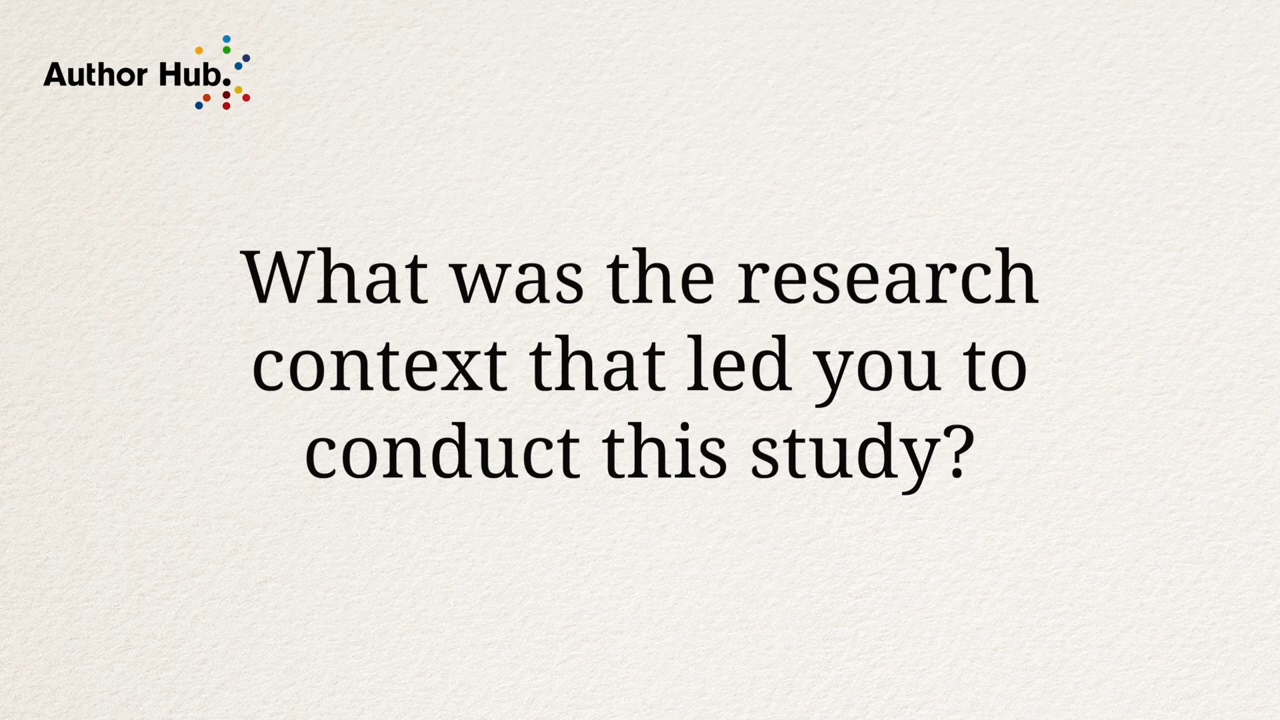 Author Hub.
What was the research
context that led you to
conduct this study?